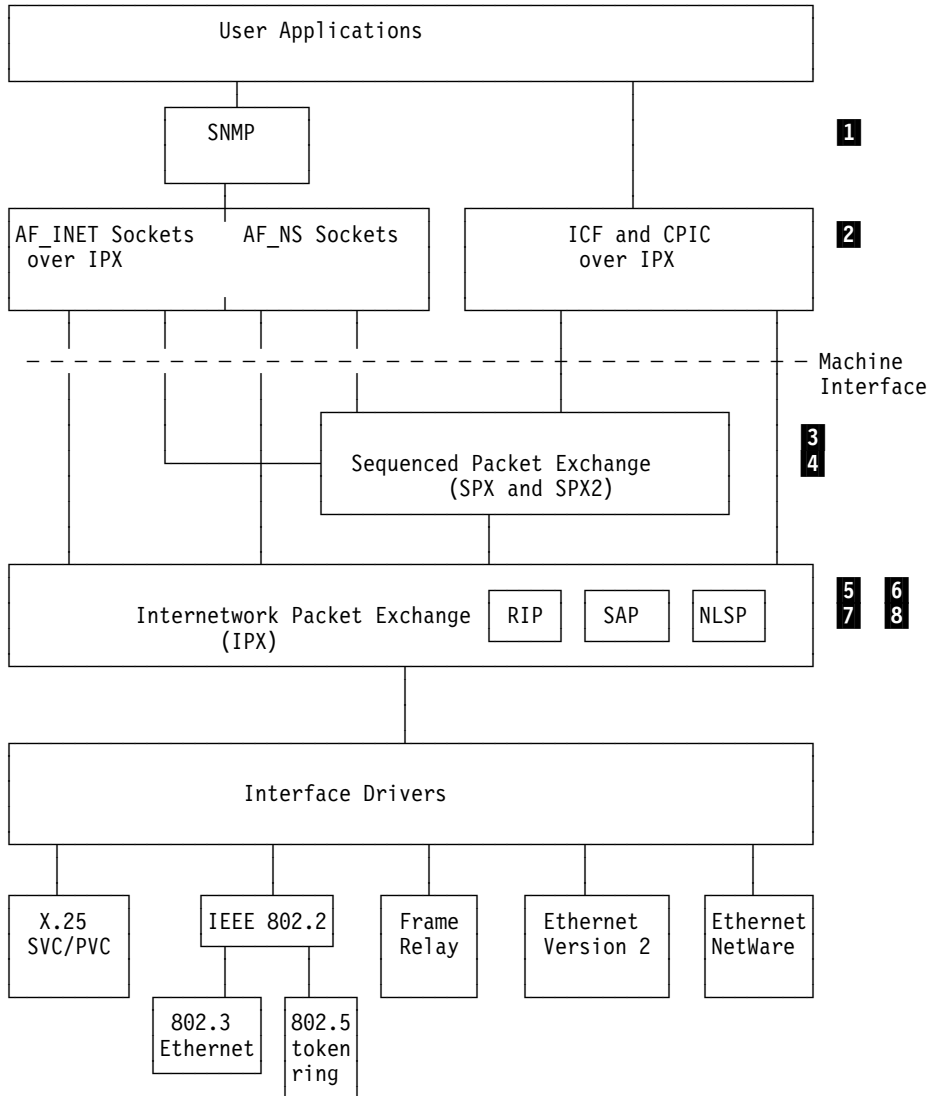 User Applications
SNMP
1
AF_INET Sockets AF_NS Sockets
over IPX
ICF and CPIC
over IPX
2
Machine
Interface
3
4
Sequenced Packet Exchange
(SPX and SPX2)
Internetwork Packet Exchange
(IPX)
RIP
SAP
NLSP
5 6
7 8
Interface Drivers
X.25
SVC/PVC
IEEE 802.2
Frame
Relay
Ethernet
Version 2
Ethernet
NetWare
802.3
Ethernet
802.5
token
ring